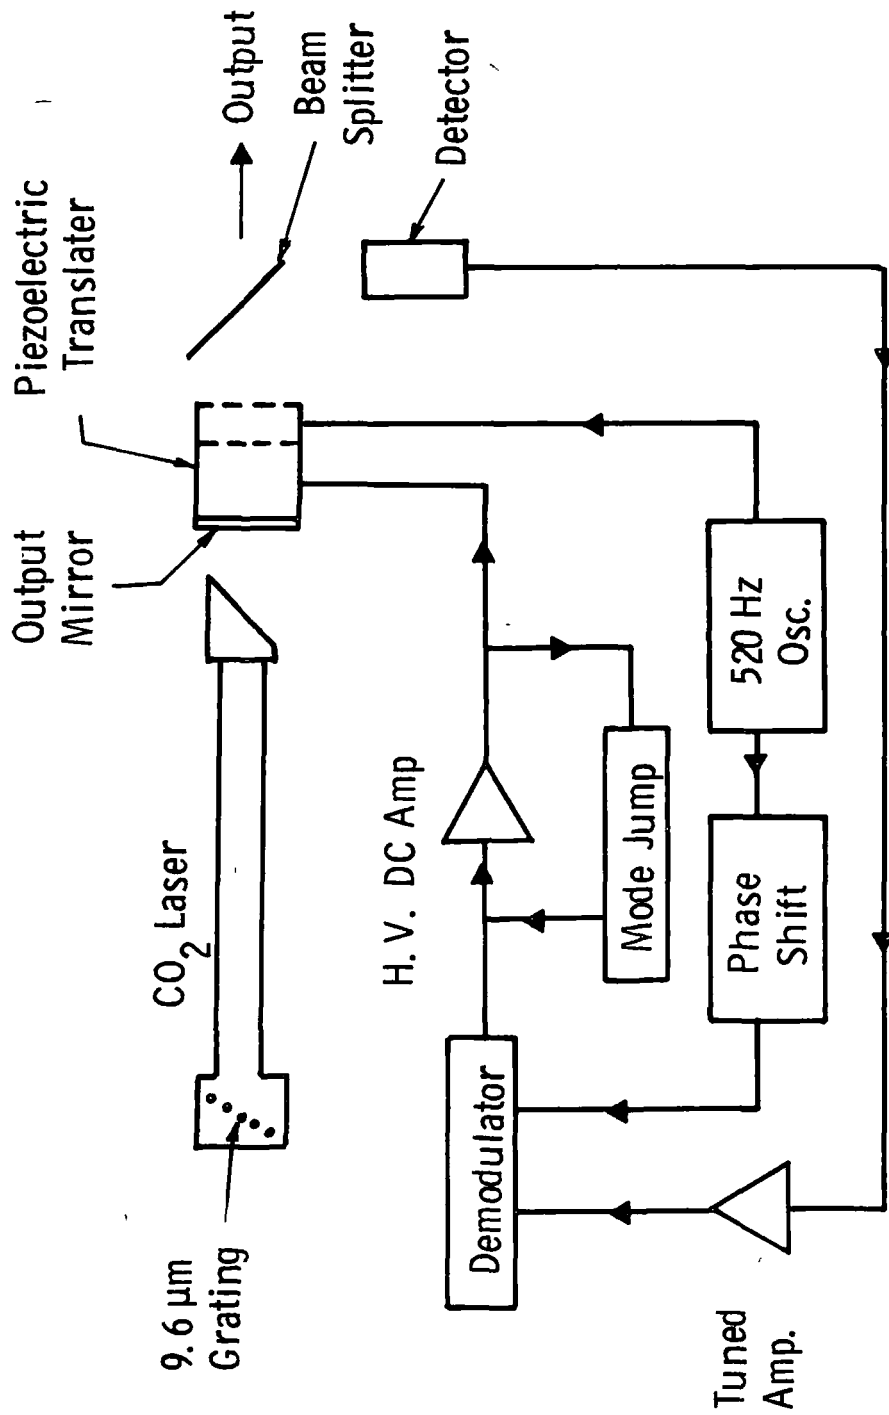 Output
Mirror
Piezoelectric
Translater
Output
Beam
Splitter
Detector
CO2 Laser
9.6 μm
Grating
H. V. DC Amp
Mode Jump
520 Hz
Osc.
Phase
Shift
Demodulator
Tuned
Amp.